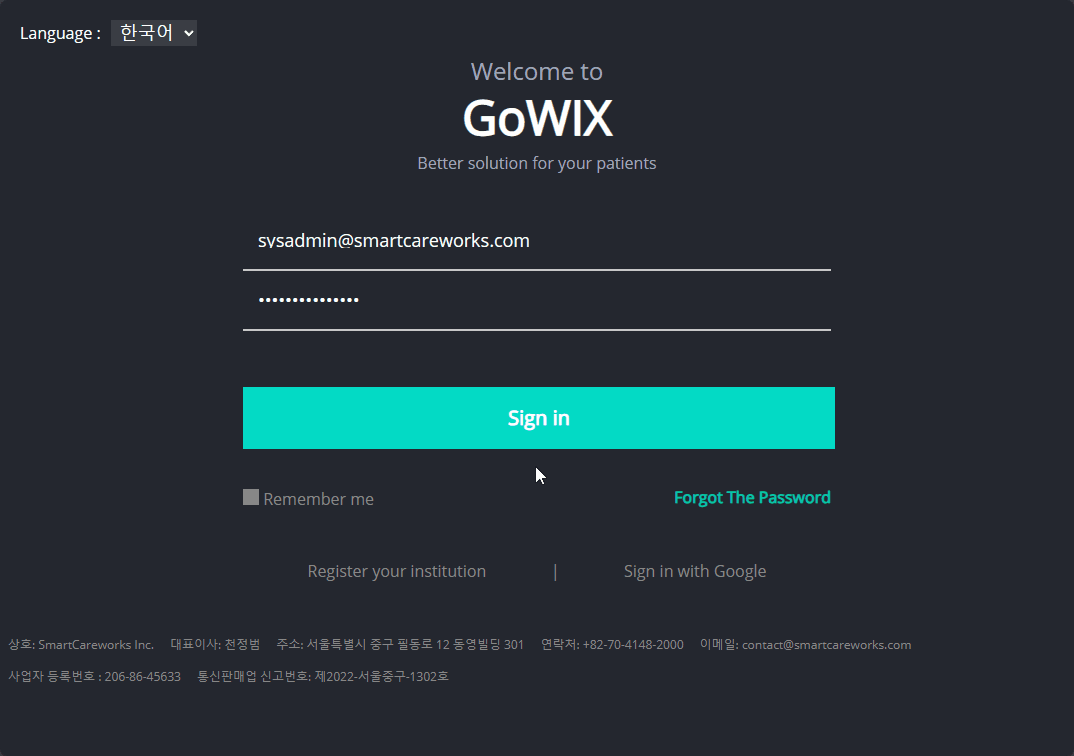 Language : 한국어
Welcome to
GoWIX
Better solution for your patients
sysadmin@smartcareworks.com
•••••••••••••••
Sign in
Remember me Forgot The Password
Register your institution | Sign in with Google
상호: SmartCareworks Inc. 대표이사: 천정범 주소: 서울특별시 중구 필동로 12 동영빌딩 301 연락처: +82-70-4148-2000 이메일: contact@smartcareworks.com
사업자 등록번호 : 206-86-45633 통신판매업 신고번호: 제2022-서울중구-1302호